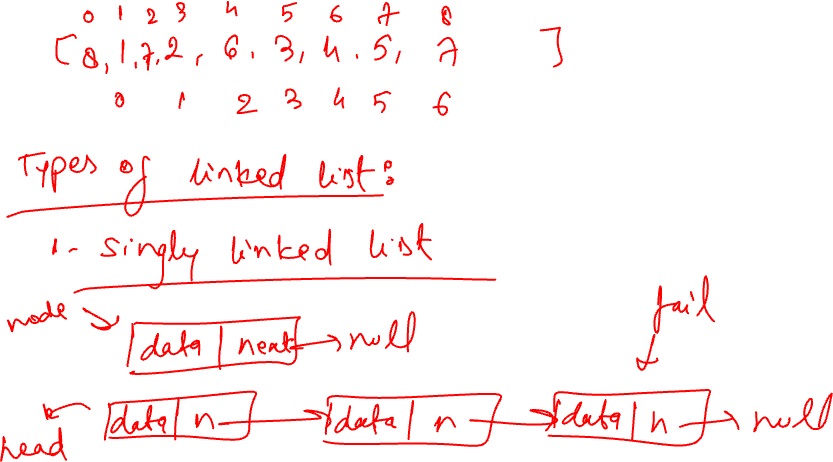 0 1 2 3 4 5 6 7 8
[8, 1, 7, 2, 6, 3, 4, 5, 7 ]
0 1 2 3 4 5 6
Types of linked list:
1- Singly linked list
node
tail
data | next null
head
data | n data | n data | n null